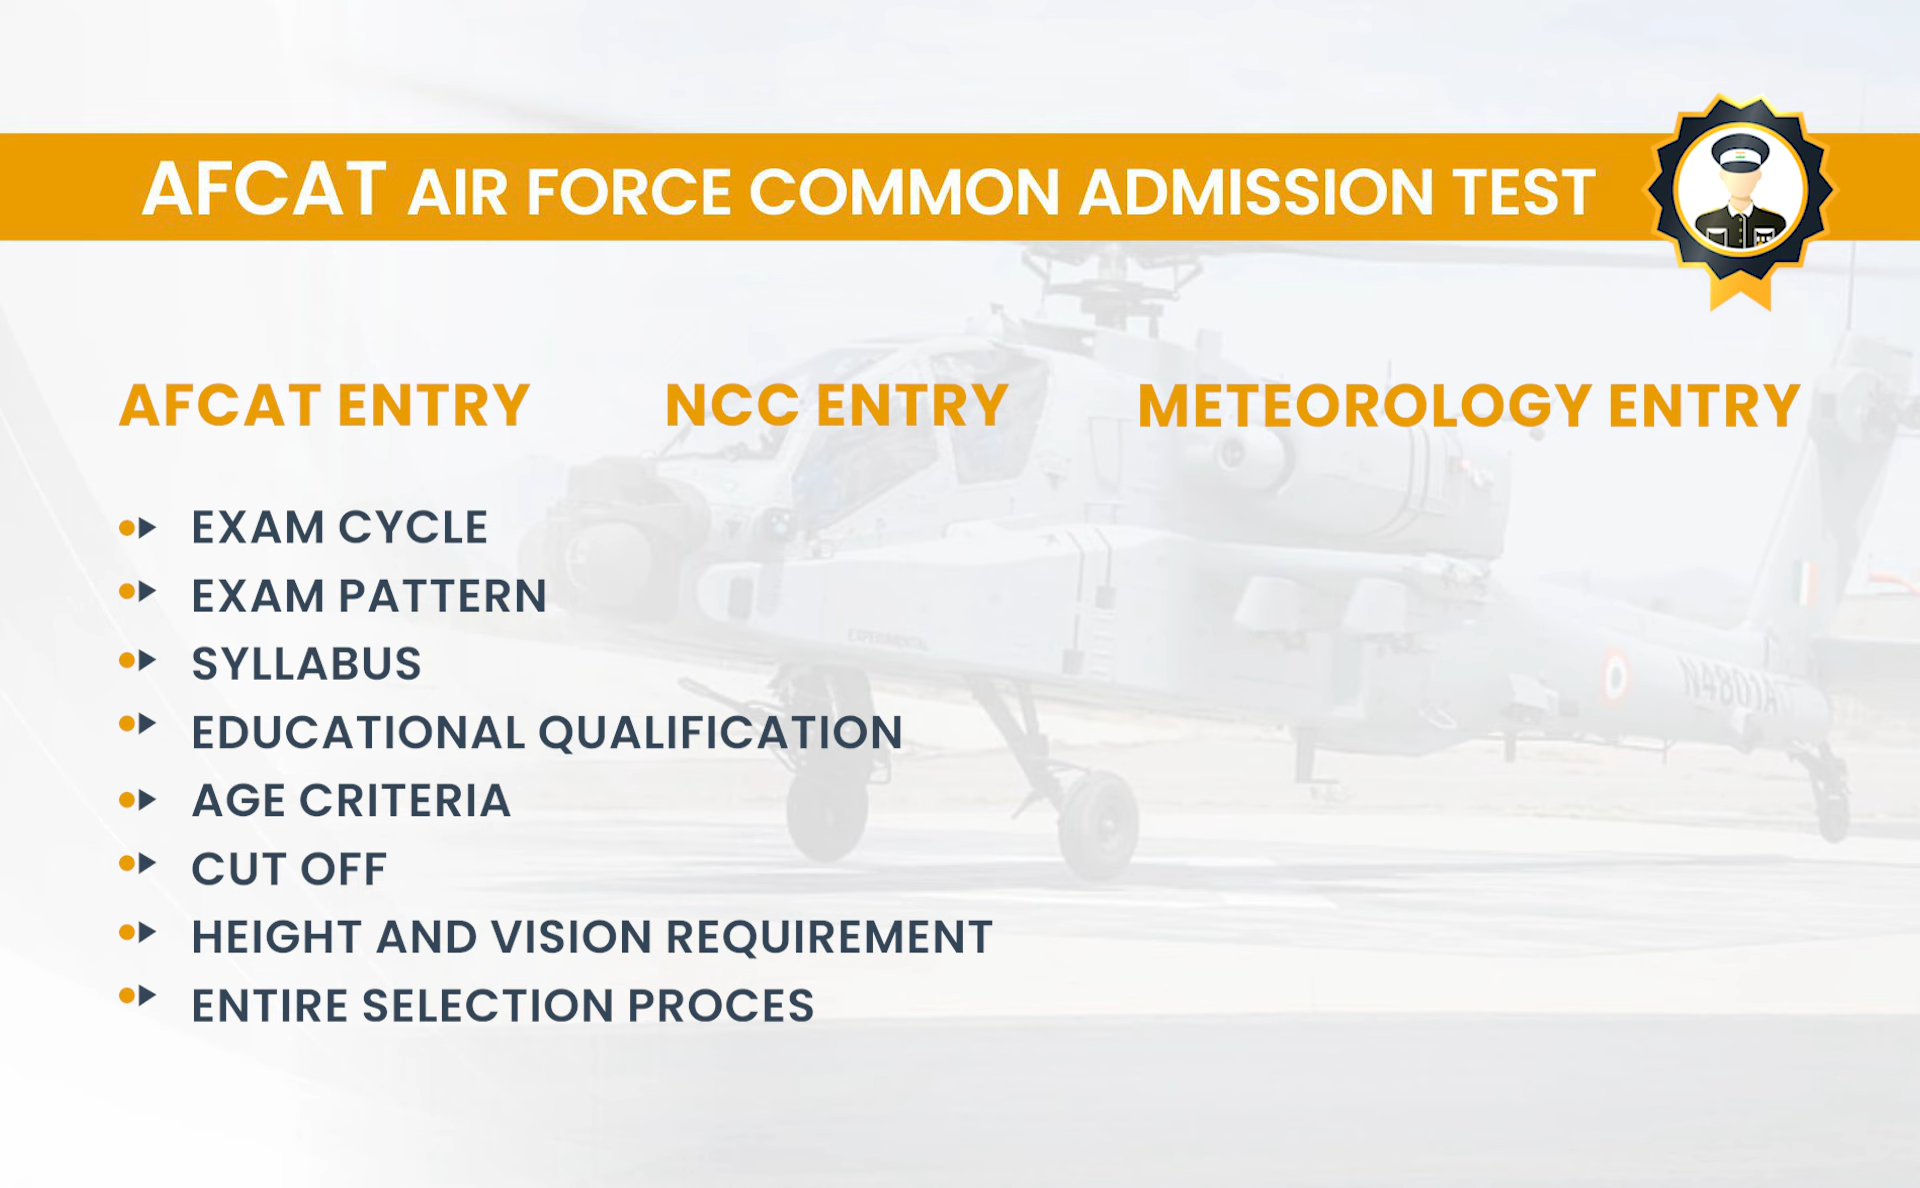 AFCAT AIR FORCE COMMON ADMISSION TEST
AFCAT ENTRY
NCC ENTRY
METEOROLOGY ENTRY
EXAM CYCLE
EXAM PATTERN
SYLLABUS
EDUCATIONAL QUALIFICATION
AGE CRITERIA
CUT OFF
HEIGHT AND VISION REQUIREMENT
ENTIRE SELECTION PROCES
EXPERIMENTAL